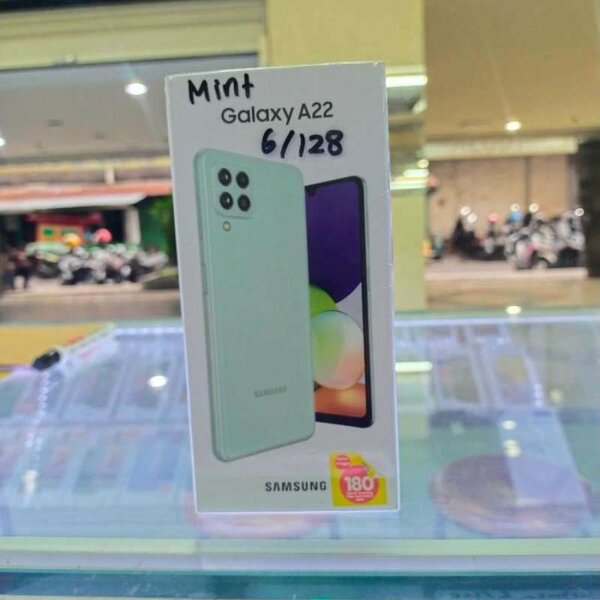 Mint
Galaxy A22
6/128
SAMSUNG
SAMSUNG
180